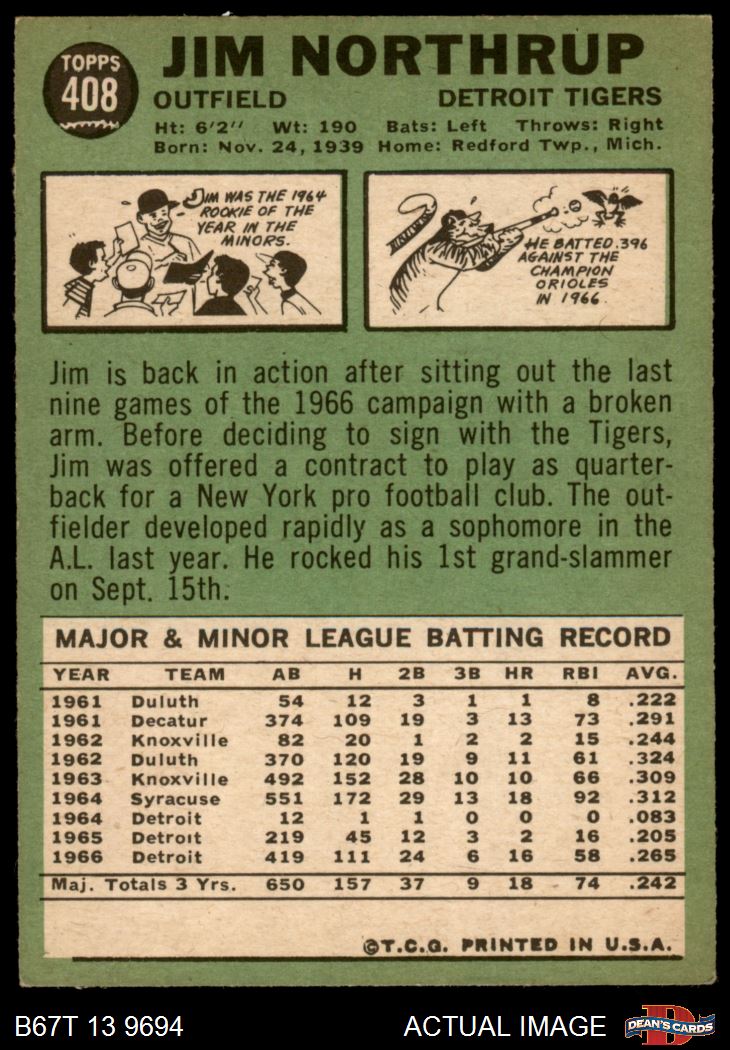 TOPPS
408
JIM NORTHRUP
OUTFIELD DETROIT TIGERS
Ht: 6'2" Wt: 190 Bats: Left Throws: Right
Born: Nov. 24, 1939 Home: Redford Twp., Mich.
JIM WAS THE 1964
ROOKIE OF THE
YEAR IN THE
MINORS.
HE BATTED .396
AGAINST THE
CHAMPION
ORIOLES
IN 1966.
Jim is back in action after sitting out the last
nine games of the 1966 campaign with a broken
arm. Before deciding to sign with the Tigers,
Jim was offered a contract to play as quarter-
back for a New York pro football club. The out-
fielder developed rapidly as a sophomore in the
A.L. last year. He rocked his 1st grand-slammer
on Sept. 15th.
MAJOR & MINOR LEAGUE BATTING RECORD
YEAR TEAM AB H 2B 3B HR RBI AVG.
1961 Duluth 54 12 3 1 1 8 .222
1961 Decatur 374 109 19 3 13 73 .291
1962 Knoxville 82 20 1 2 2 15 .244
1962 Duluth 370 120 19 9 11 61 .324
1963 Knoxville 492 152 28 10 10 66 .309
1964 Syracuse 551 172 29 13 18 92 .312
1964 Detroit 12 1 1 0 0 0 .083
1965 Detroit 219 45 12 3 2 16 .205
1966 Detroit 419 111 24 6 16 58 .265
Maj. Totals 3 Yrs. 650 157 37 9 18 74 .242
©T.C.G. PRINTED IN U.S.A.
B67T 13 9694 ACTUAL IMAGE
DEAN'S CARDS